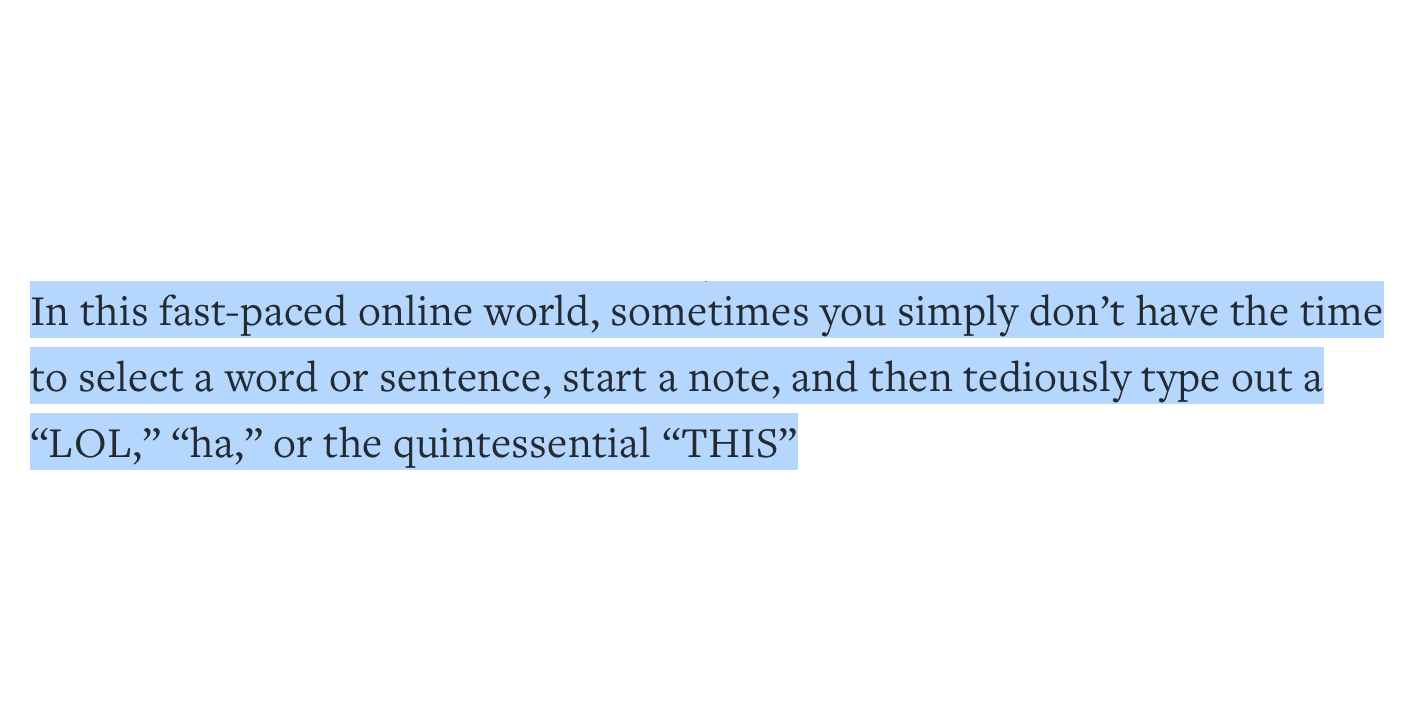 In this fast-paced online world, sometimes you simply don’t have the time
to select a word or sentence, start a note, and then tediously type out a
“LOL,” “ha,” or the quintessential “THIS”